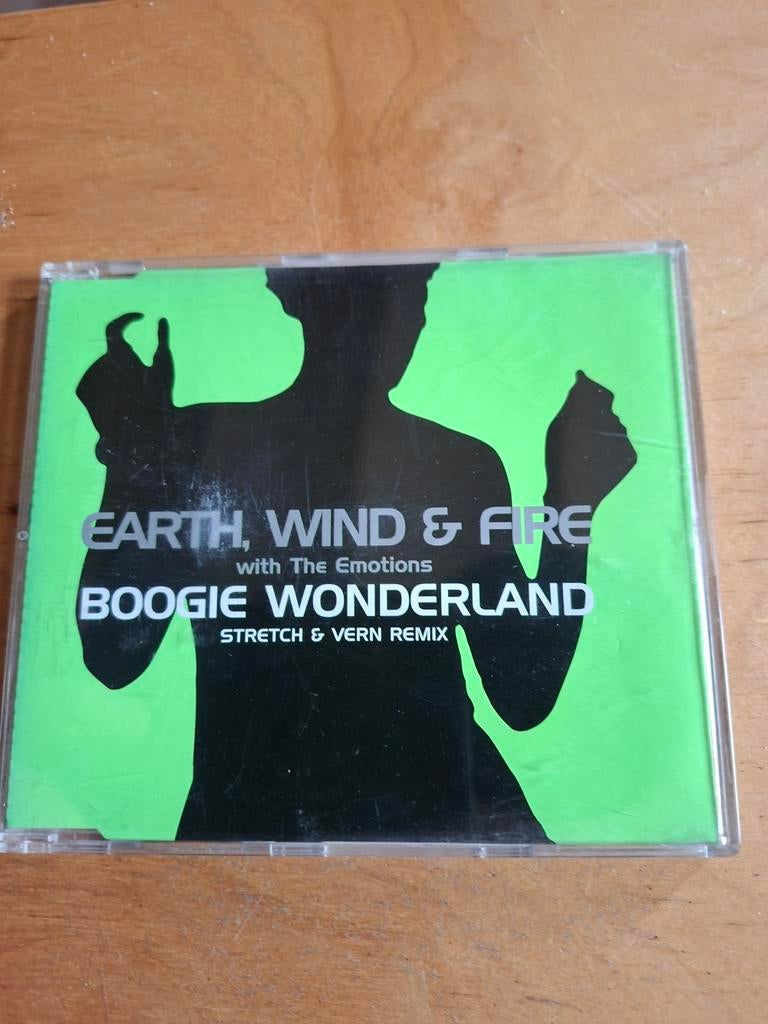 EARTH, WIND & FIRE
with The Emotions
BOOGIE WONDERLAND
STRETCH & VERN REMIX